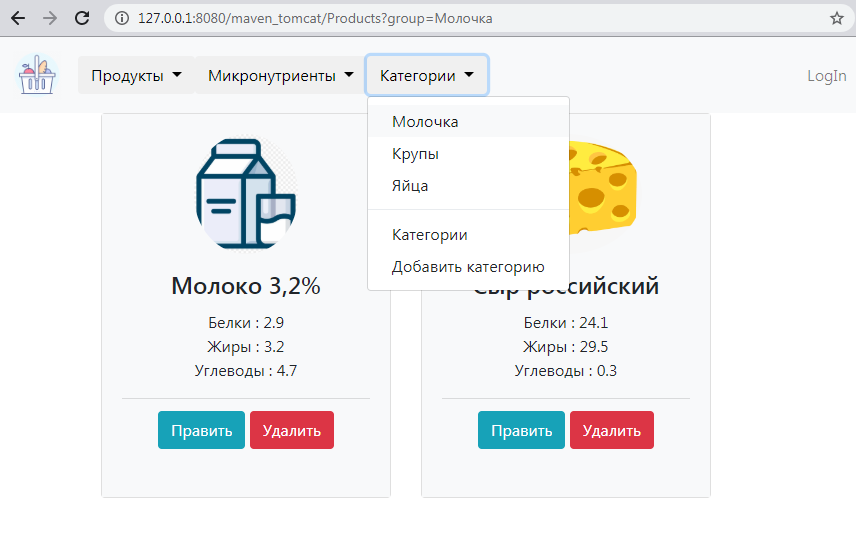 127.0.0.1:8080/maven_tomcat/Products?group=Молочка
Продукты Микронутриенты Категории LogIn
Молочка
Крупы
Яйца
Категории
Добавить категорию
Молоко 3,2%
Белки : 2.9
Жиры : 3.2
Углеводы : 4.7
Править Удалить
Сыр российский
Белки : 24.1
Жиры : 29.5
Углеводы : 0.3
Править Удалить